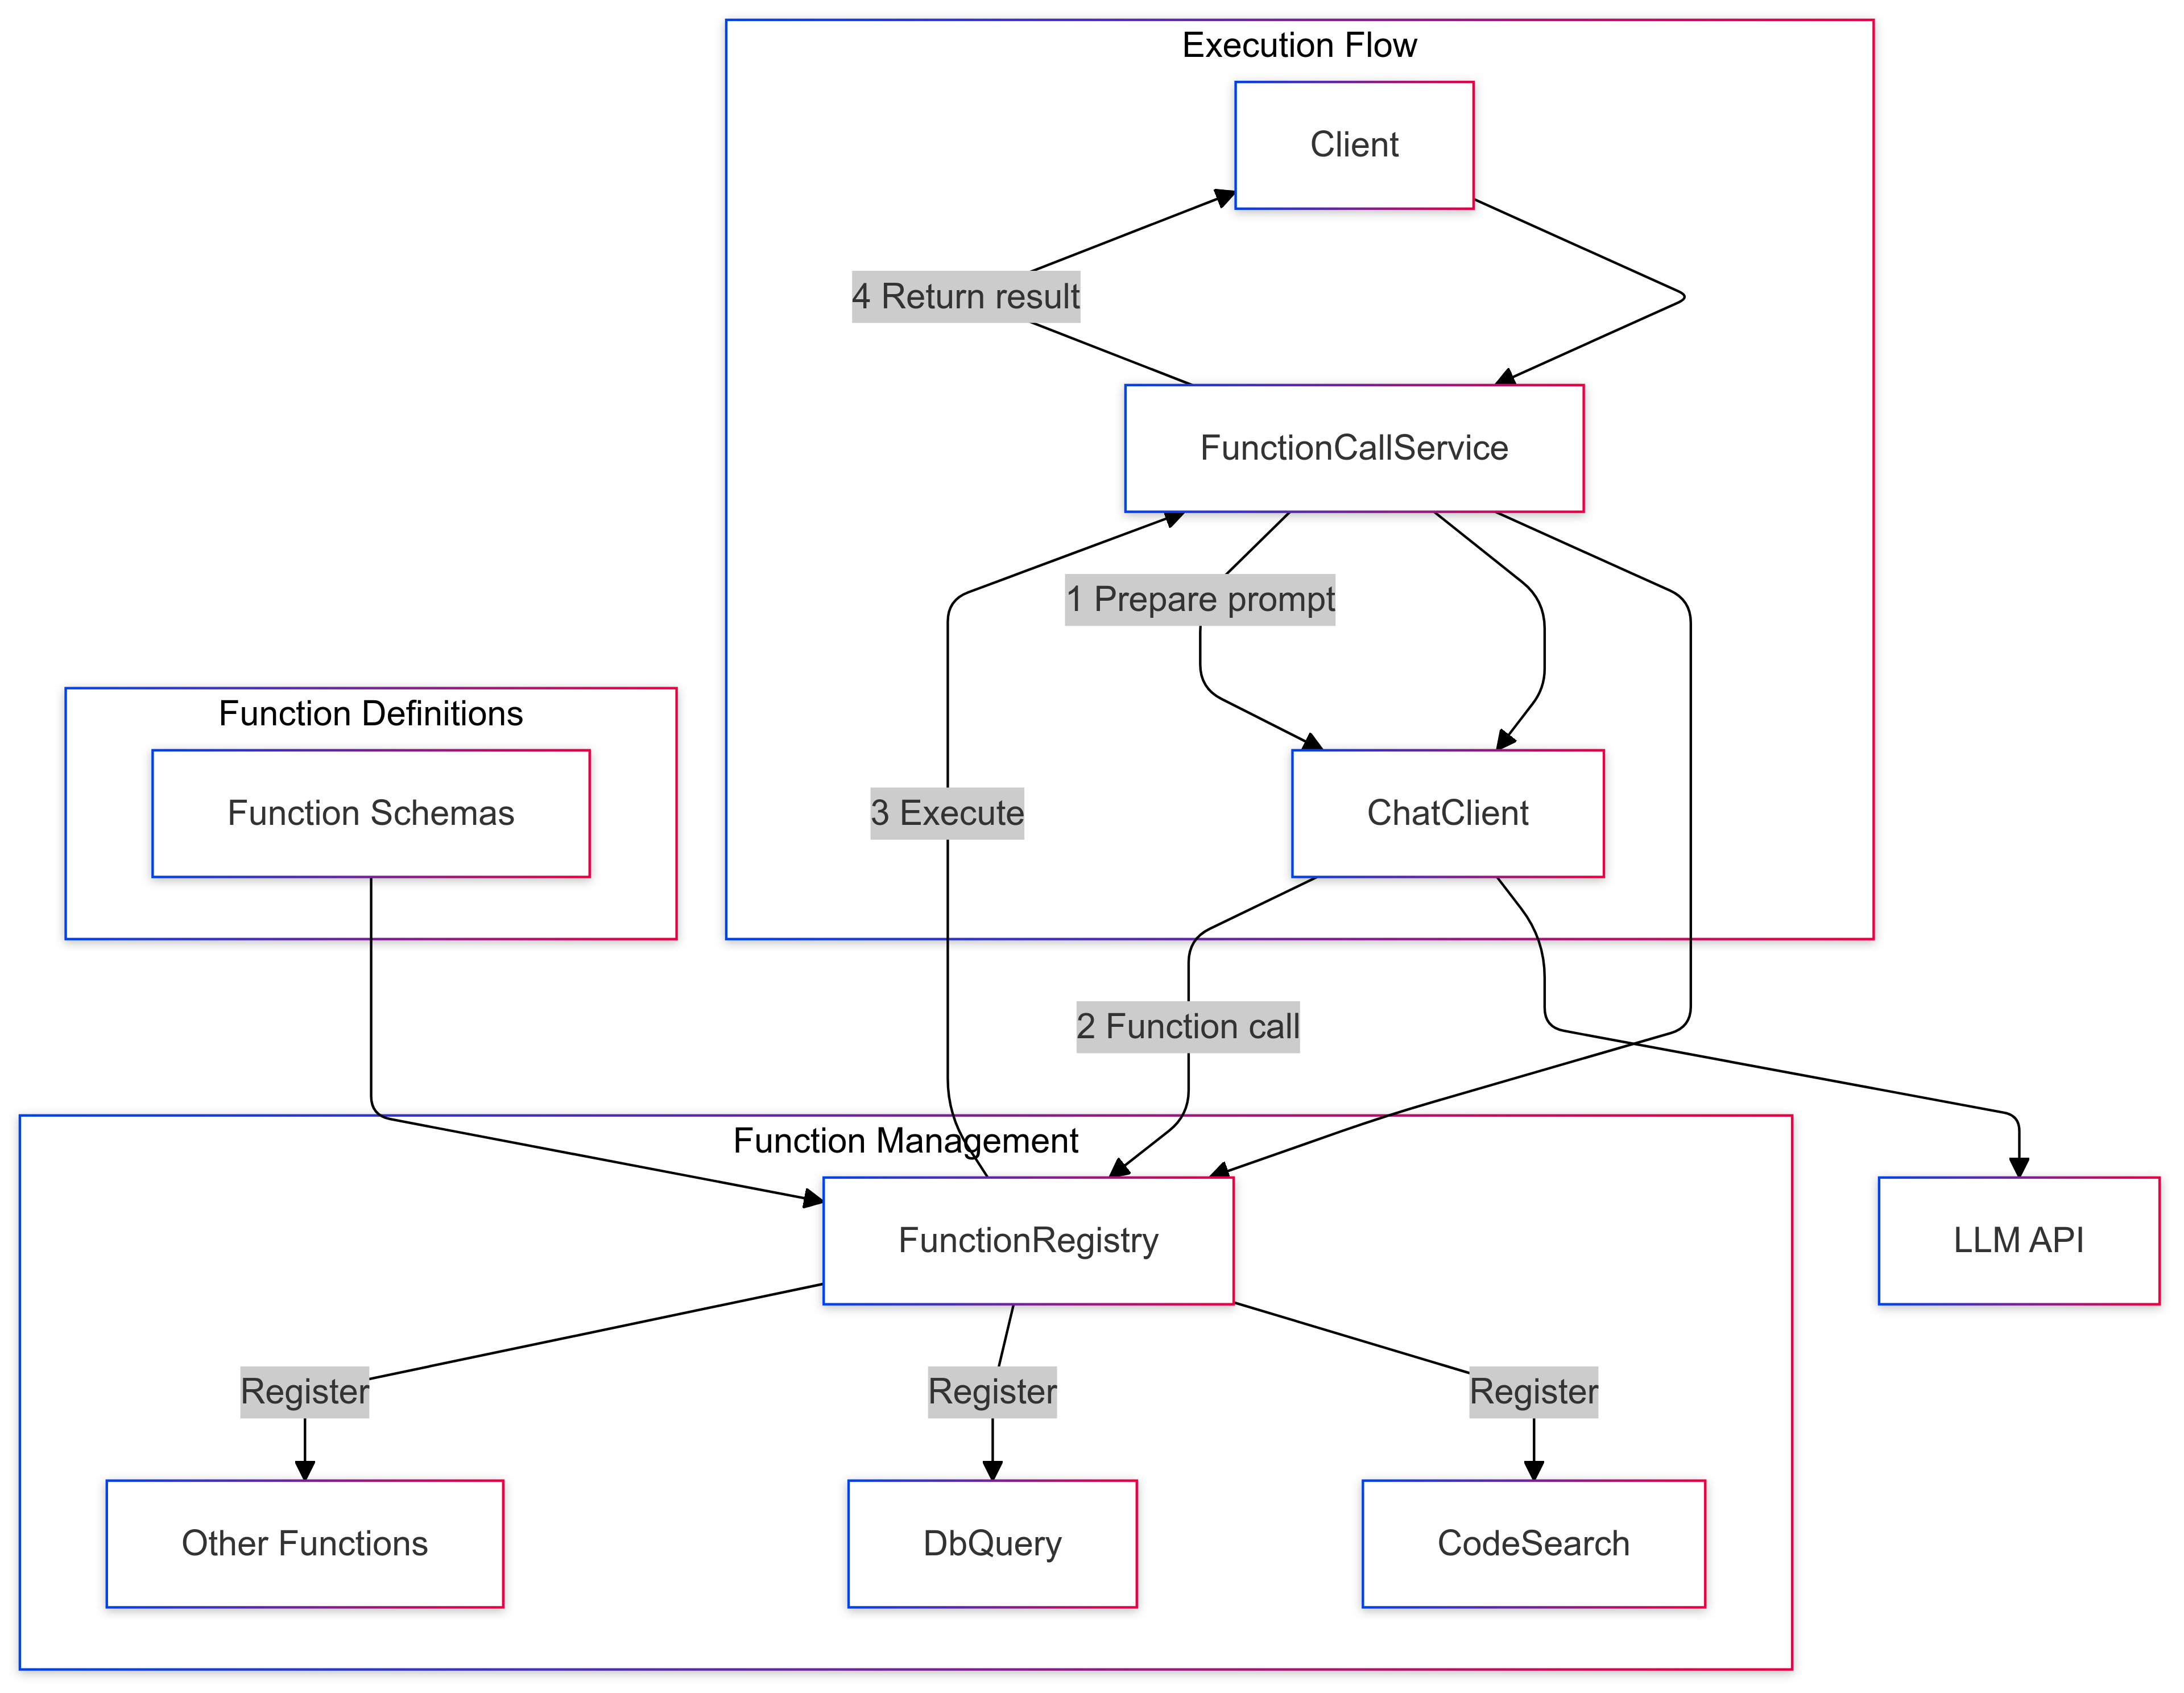 Execution Flow
Client
4 Return result
FunctionCallService
1 Prepare prompt
Function Definitions
Function Schemas
3 Execute
ChatClient
2 Function call
Function Management
FunctionRegistry
LLM API
Register
Register
Register
Other Functions
DbQuery
CodeSearch